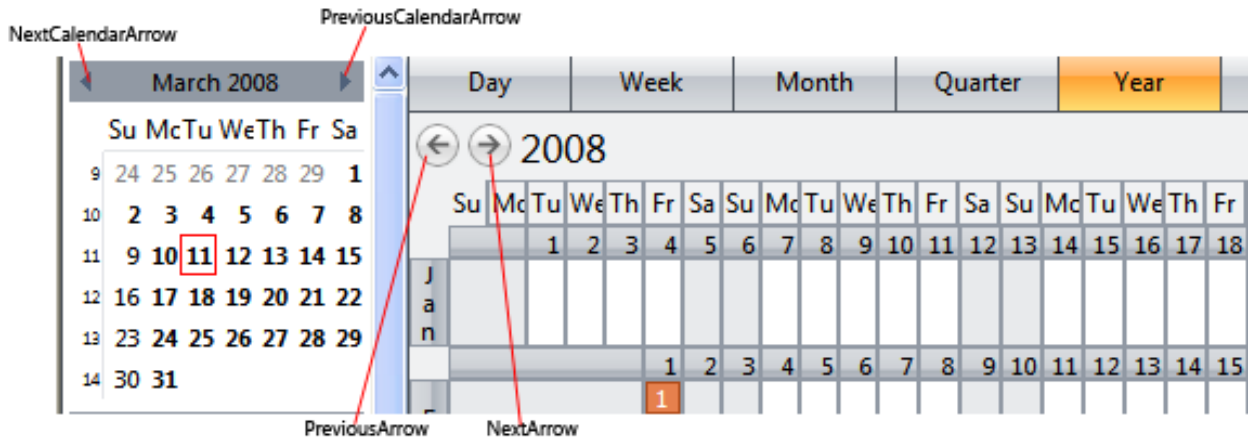 PreviousCalendarArrow
NextCalendarArrow
March 2008
Su Mc Tu We Th Fr Sa
9 24 25 26 27 28 29 1
10 2 3 4 5 6 7 8
11 9 10 11 12 13 14 15
12 16 17 18 19 20 21 22
13 23 24 25 26 27 28 29
14 30 31
Day Week Month Quarter Year
2008
Su Mc Tu We Th Fr Sa Su Mc Tu We Th Fr Sa Su Mc Tu We Th Fr
1 2 3 4 5 6 7 8 9 10 11 12 13 14 15 16 17 18
J
a
n
1 2 3 4 5 6 7 8 9 10 11 12 13 14 15
1
PreviousArrow NextArrow